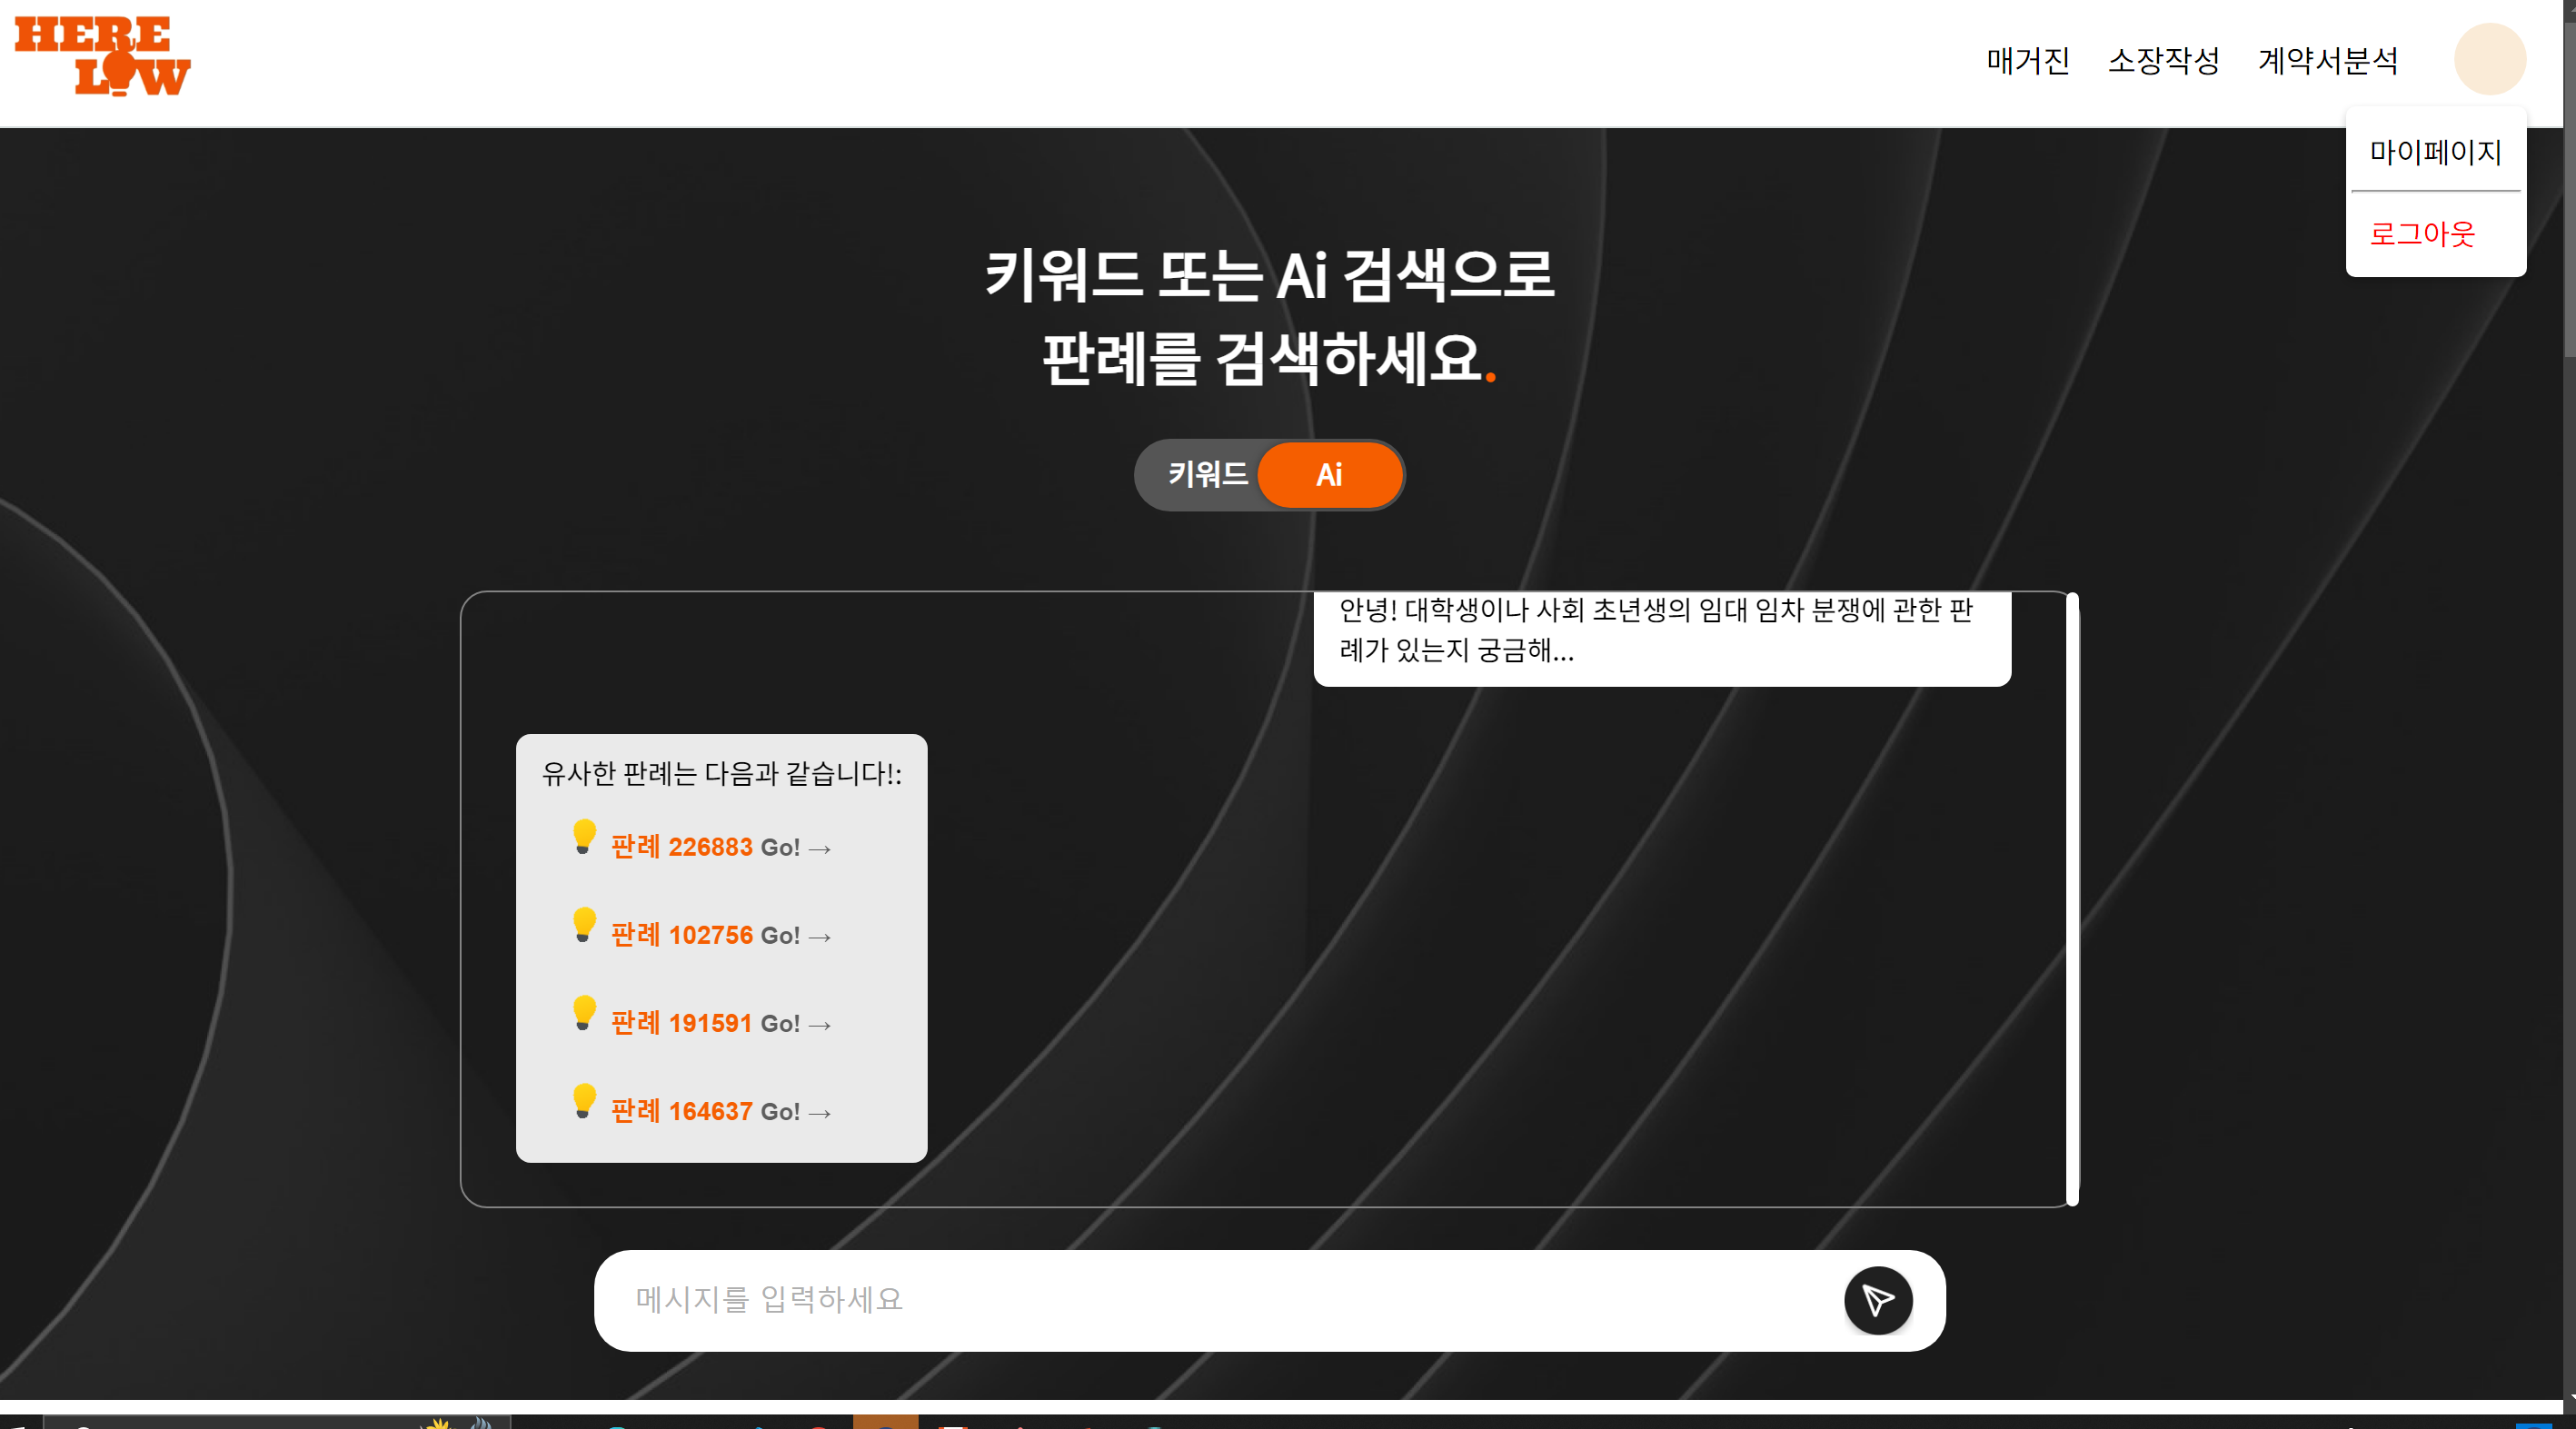 HERE
LAW
매거진 소장작성 계약서분석
마이페이지
로그아웃
키워드 또는 Ai 검색으로
판례를 검색하세요.
키워드 Ai
안녕! 대학생이나 사회 초년생의 임대 임차 분쟁에 관한 판
례가 있는지 궁금해...
유사한 판례는 다음과 같습니다!:
판례 226883 Go! →
판례 102756 Go! →
판례 191591 Go! →
판례 164637 Go! →
메시지를 입력하세요